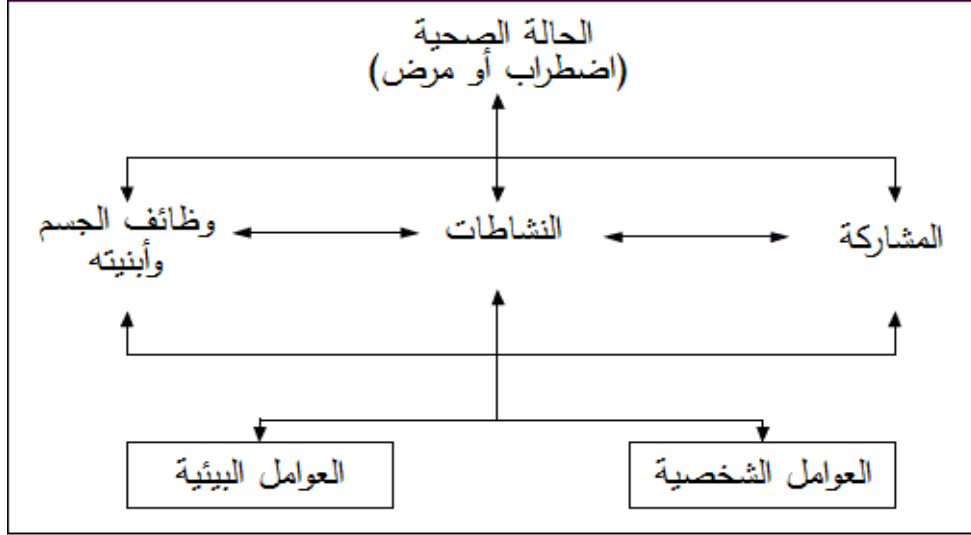 الحالة الصحية
(اضطراب أو مرض)
المشاركة
النشاطات
وظائف الجسم
وأبنيته
العوامل الشخصية
العوامل البيئية